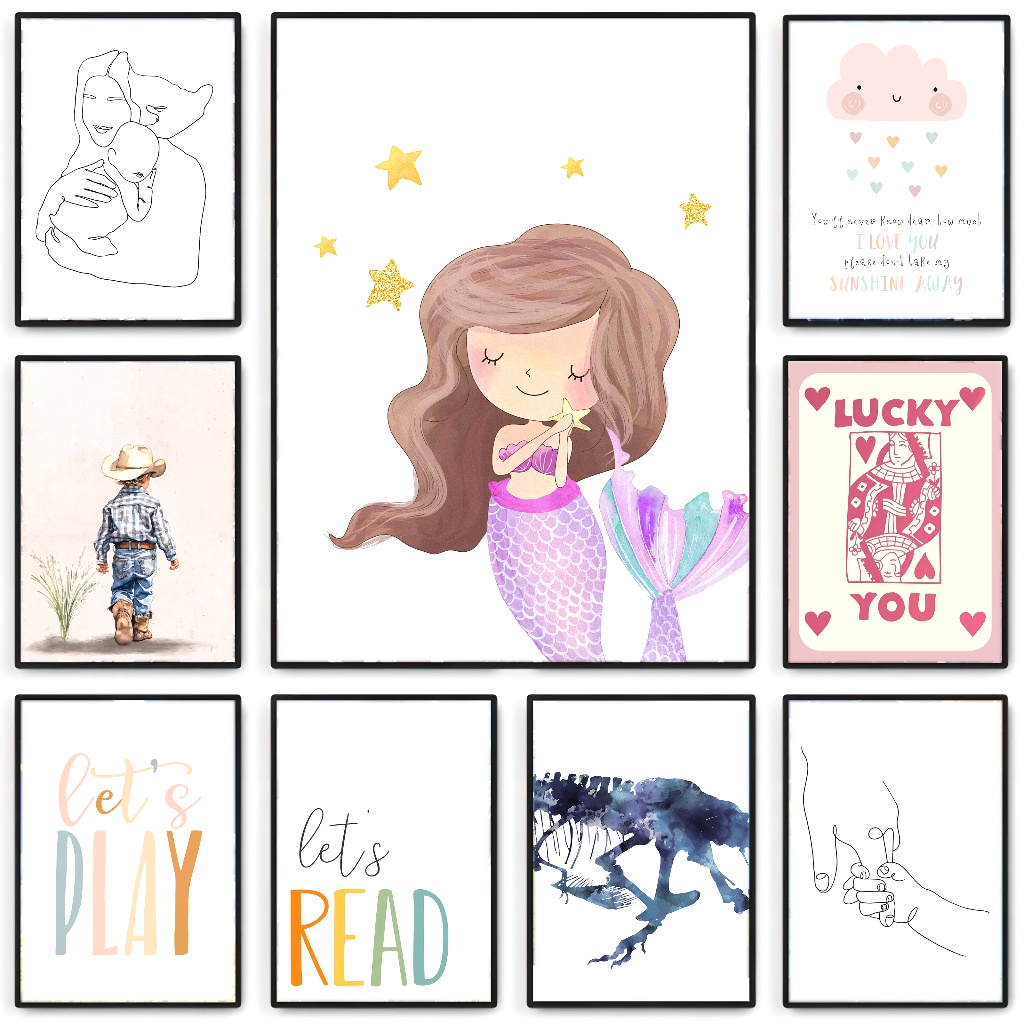 You'll never know dear, how much
I LOVE YOU
please don't take my
SUNSHINE AWAY
LUCKY
YOU
let's
PLAY
let's
READ